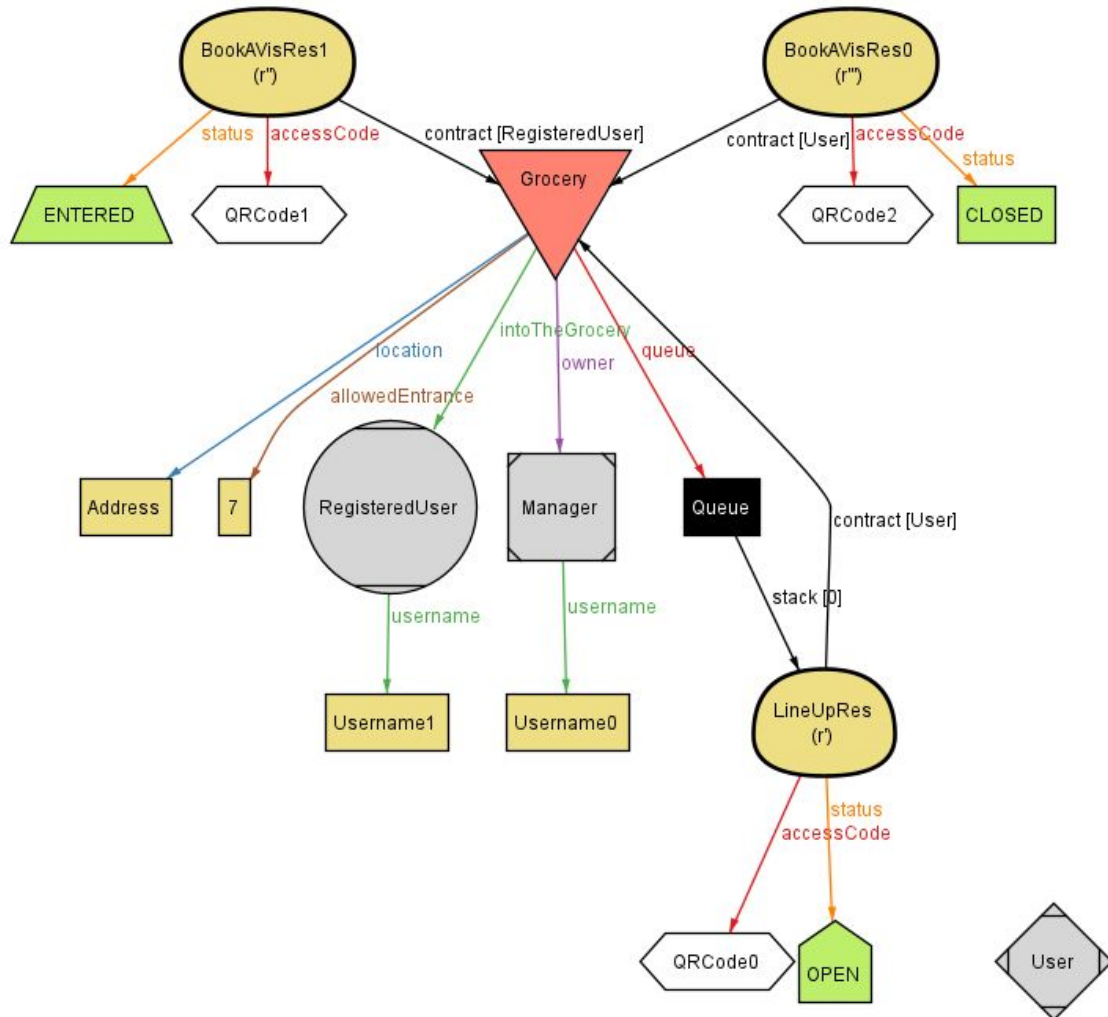 BookAVisRes1
(r'')
BookAVisRes0
(r''')
status
accessCode
contract [RegisteredUser]
contract [User]
accessCode
status
ENTERED
QRCode1
Grocery
QRCode2
CLOSED
location
allowedEntrance
intoTheGrocery
owner
queue
Address
7
RegisteredUser
Manager
Queue
contract [User]
username
username
stack [0]
Username1
Username0
LineUpRes
(r')
status
accessCode
QRCode0
OPEN
User